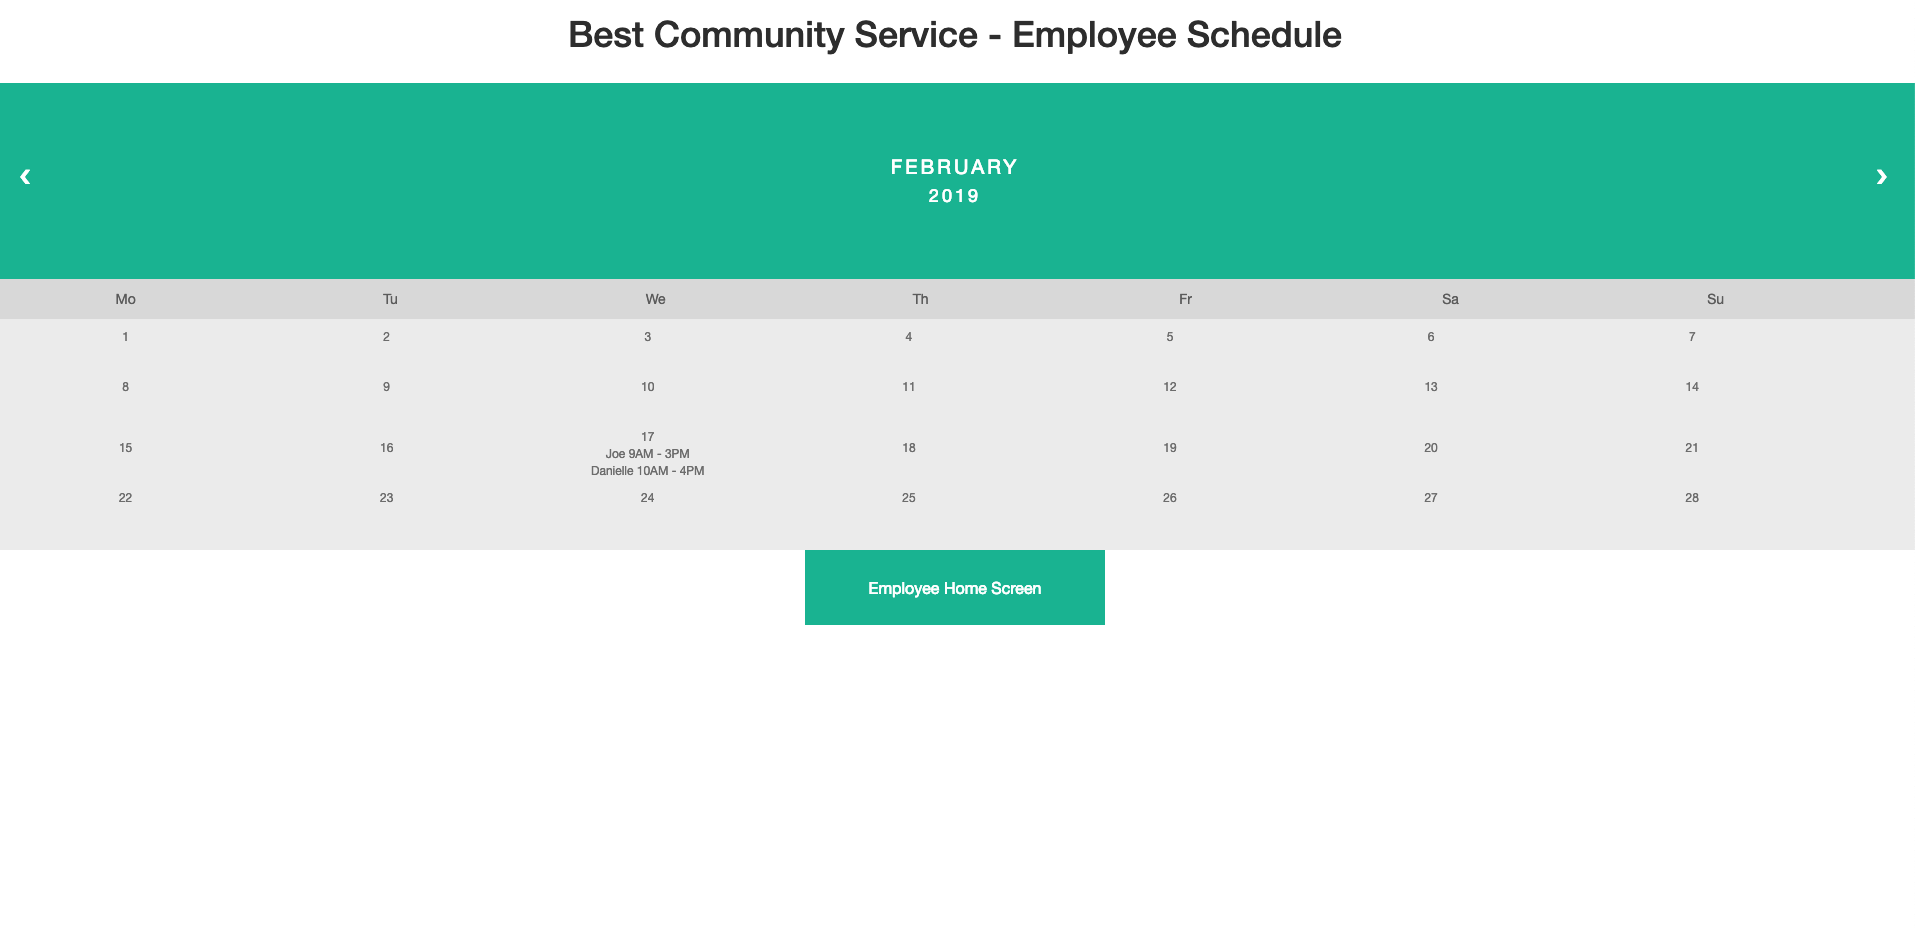 Best Community Service - Employee Schedule
‹ ›
FEBRUARY
2019
Mo Tu We Th Fr Sa Su
1 2 3 4 5 6 7
8 9 10 11 12 13 14
15 16 17 18 19 20 21
Joe 9AM - 3PM
Danielle 10AM - 4PM
22 23 24 25 26 27 28
Employee Home Screen